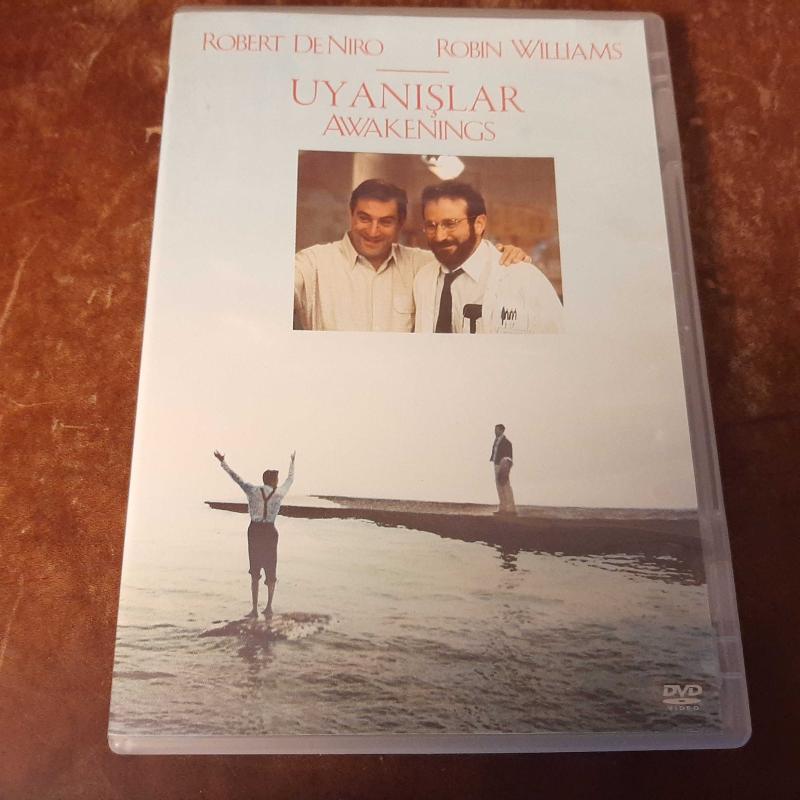 ROBERT DE NIRO ROBIN WILLIAMS
UYANIŞLAR
AWAKENINGS
DVD
VIDEO